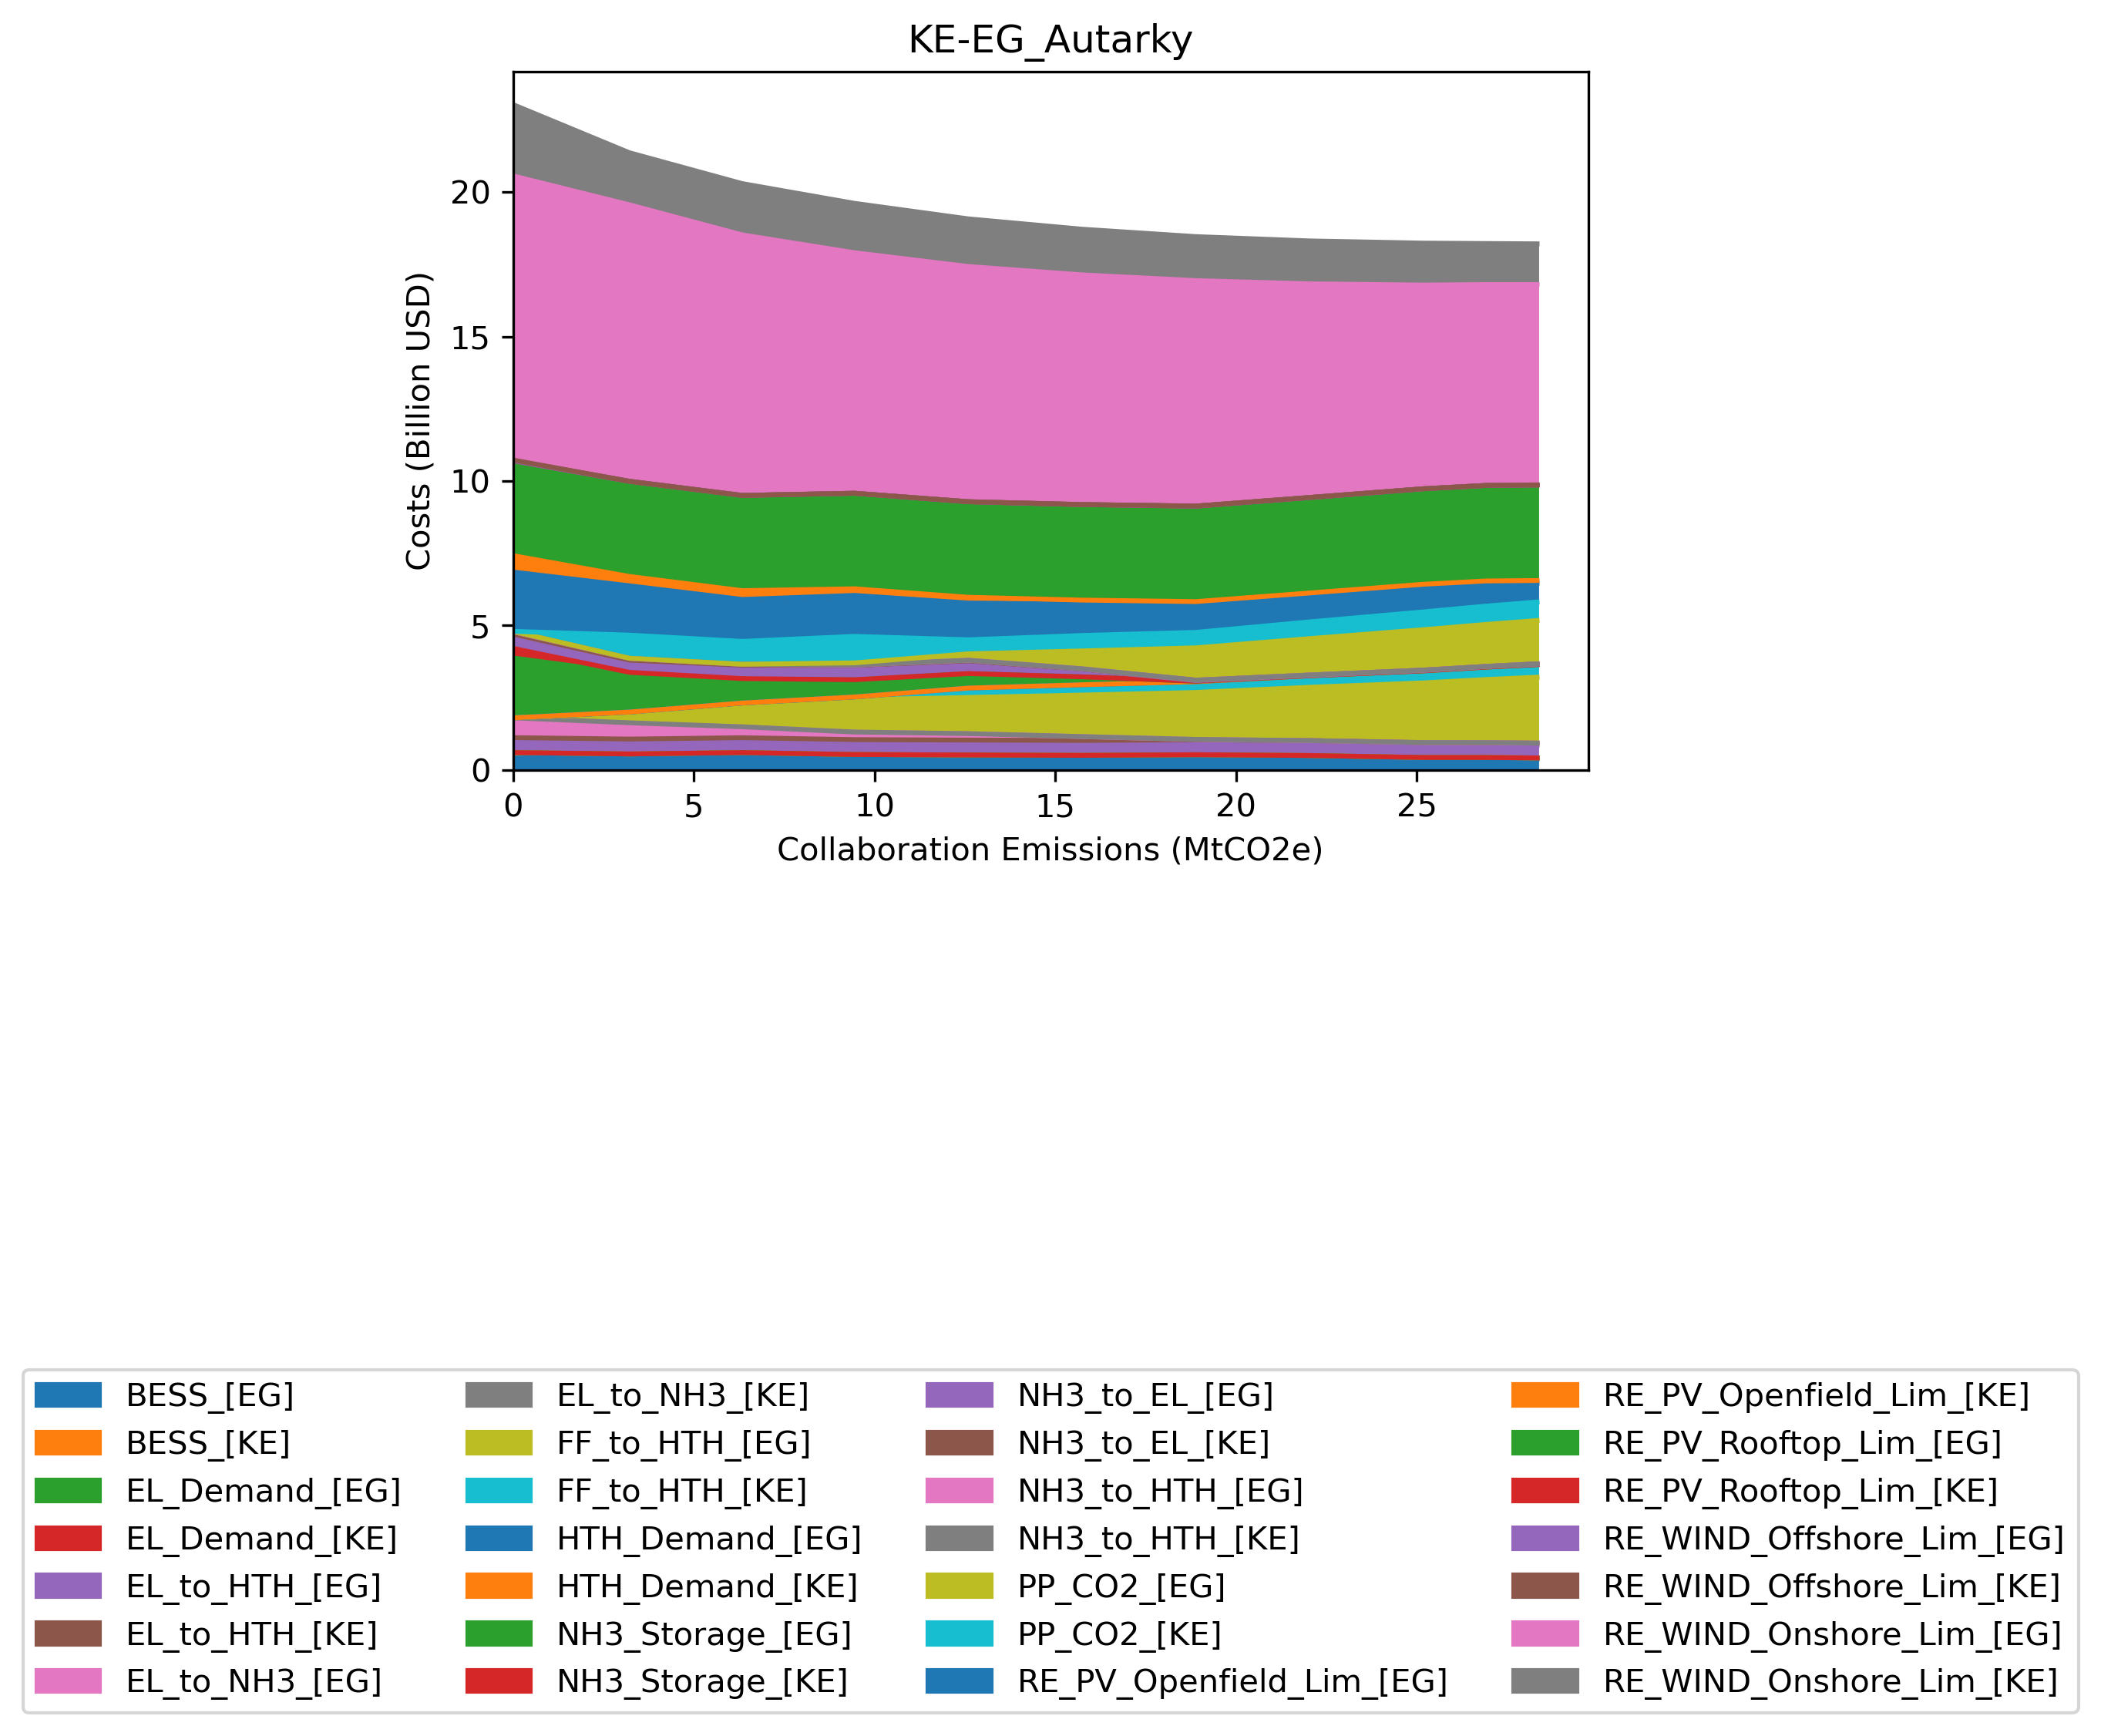 KE-EG_Autarky
Costs (Billion USD)
20
15
10
5
0
0 5 10 15 20 25
Collaboration Emissions (MtCO2e)
BESS_[EG]
BESS_[KE]
EL_Demand_[EG]
EL_Demand_[KE]
EL_to_HTH_[EG]
EL_to_HTH_[KE]
EL_to_NH3_[EG]
EL_to_NH3_[KE]
FF_to_HTH_[EG]
FF_to_HTH_[KE]
HTH_Demand_[EG]
HTH_Demand_[KE]
NH3_Storage_[EG]
NH3_Storage_[KE]
NH3_to_EL_[EG]
NH3_to_EL_[KE]
NH3_to_HTH_[EG]
NH3_to_HTH_[KE]
PP_CO2_[EG]
PP_CO2_[KE]
RE_PV_Openfield_Lim_[EG]
RE_PV_Openfield_Lim_[KE]
RE_PV_Rooftop_Lim_[EG]
RE_PV_Rooftop_Lim_[KE]
RE_WIND_Offshore_Lim_[EG]
RE_WIND_Offshore_Lim_[KE]
RE_WIND_Onshore_Lim_[EG]
RE_WIND_Onshore_Lim_[KE]